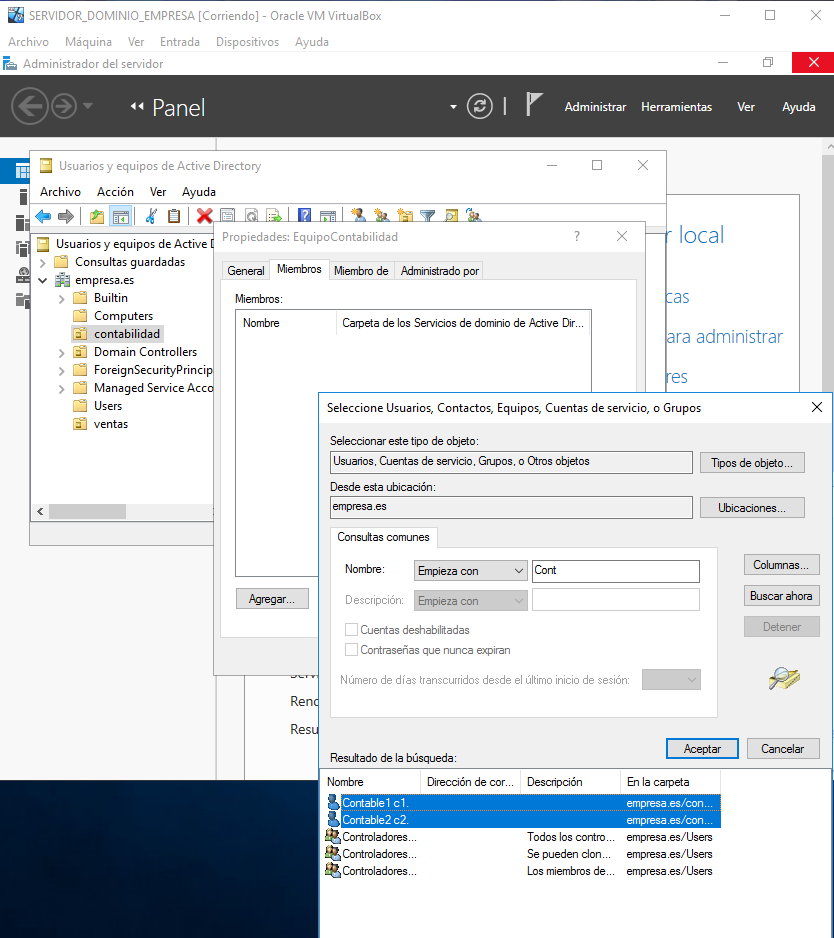 SERVIDOR_DOMINIO_EMPRESA [Corriendo] - Oracle VM VirtualBox
Archivo Máquina Ver Entrada Dispositivos Ayuda
Administrador del servidor
Panel
Administrar Herramientas Ver Ayuda
Usuarios y equipos de Active Directory
Archivo Acción Ver Ayuda
Usuarios y equipos de Active D
Consultas guardadas
empresa.es
Builtin
Computers
contabilidad
Domain Controllers
ForeignSecurityPrincip
Managed Service Acco
Users
ventas
Propiedades: EquipoContabilidad
General Miembros Miembro de Administrado por
Miembros:
Nombre Carpeta de los Servicios de dominio de Active Dir...
Agregar...
r local
cas
ara administrar
res
Reno
Resu
Seleccione Usuarios, Contactos, Equipos, Cuentas de servicio, o Grupos
Seleccionar este tipo de objeto:
Usuarios, Cuentas de servicio, Grupos, o Otros objetos Tipos de objeto...
Desde esta ubicación:
empresa.es Ubicaciones...
Consultas comunes
Nombre: Empieza con Cont
Descripción: Empieza con
Cuentas deshabilitadas
Contraseñas que nunca expiran
Número de días transcurridos desde el último inicio de sesión:
Columnas...
Buscar ahora
Detener
Aceptar Cancelar
Resultado de la búsqueda:
Nombre Dirección de cor... Descripción En la carpeta
Contable1 c1. empresa.es/con...
Contable2 c2. empresa.es/con...
Controladores... Todos los contro... empresa.es/Users
Controladores... Se pueden clon... empresa.es/Users
Controladores... Los miembros de... empresa.es/Users